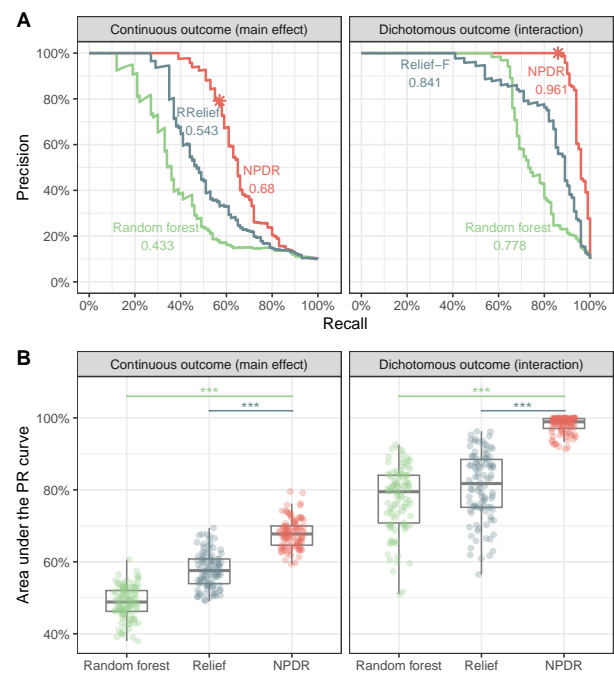 A
Continuous outcome (main effect)
Dichotomous outcome (interaction)
Precision
100%
80%
60%
40%
20%
0%
RRelief
0.543
NPDR
0.68
Random forest
0.433
Relief−F
0.841
NPDR
0.961
Random forest
0.778
0% 20% 40% 60% 80% 100%
0% 20% 40% 60% 80% 100%
Recall
B
Continuous outcome (main effect)
Dichotomous outcome (interaction)
Area under the PR curve
100%
80%
60%
40%
***
***
***
***
Random forest Relief NPDR
Random forest Relief NPDR